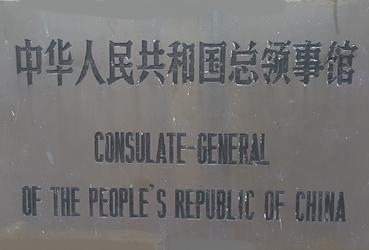 中华人民共和国总领事馆
CONSULATE-GENERAL
OF THE PEOPLE'S REPUBLIC OF CHINA